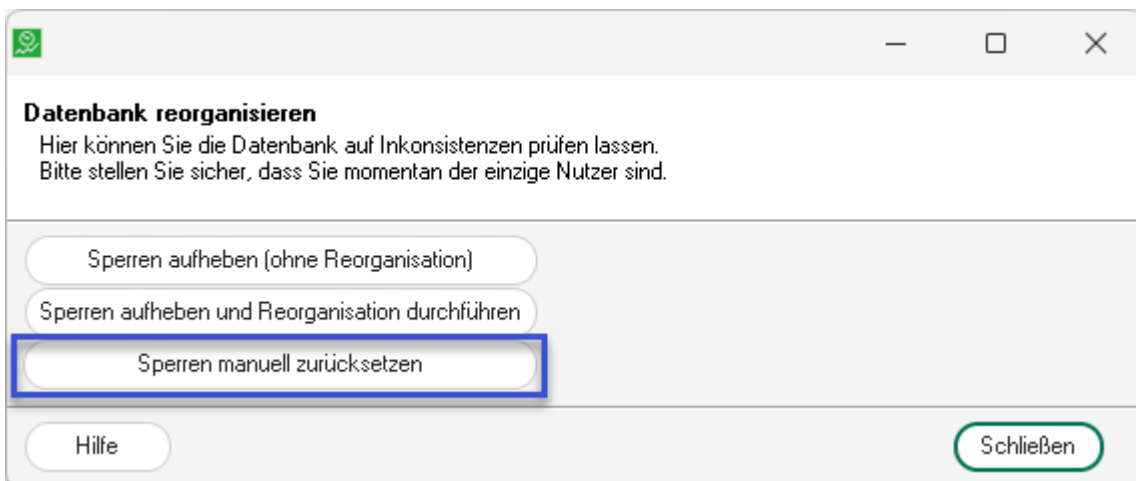 Datenbank reorganisieren
Hier können Sie die Datenbank auf Inkonsistenzen prüfen lassen.
Bitte stellen Sie sicher, dass Sie momentan der einzige Nutzer sind.
Sperren aufheben (ohne Reorganisation)
Sperren aufheben und Reorganisation durchführen
Sperren manuell zurücksetzen
Hilfe
Schließen